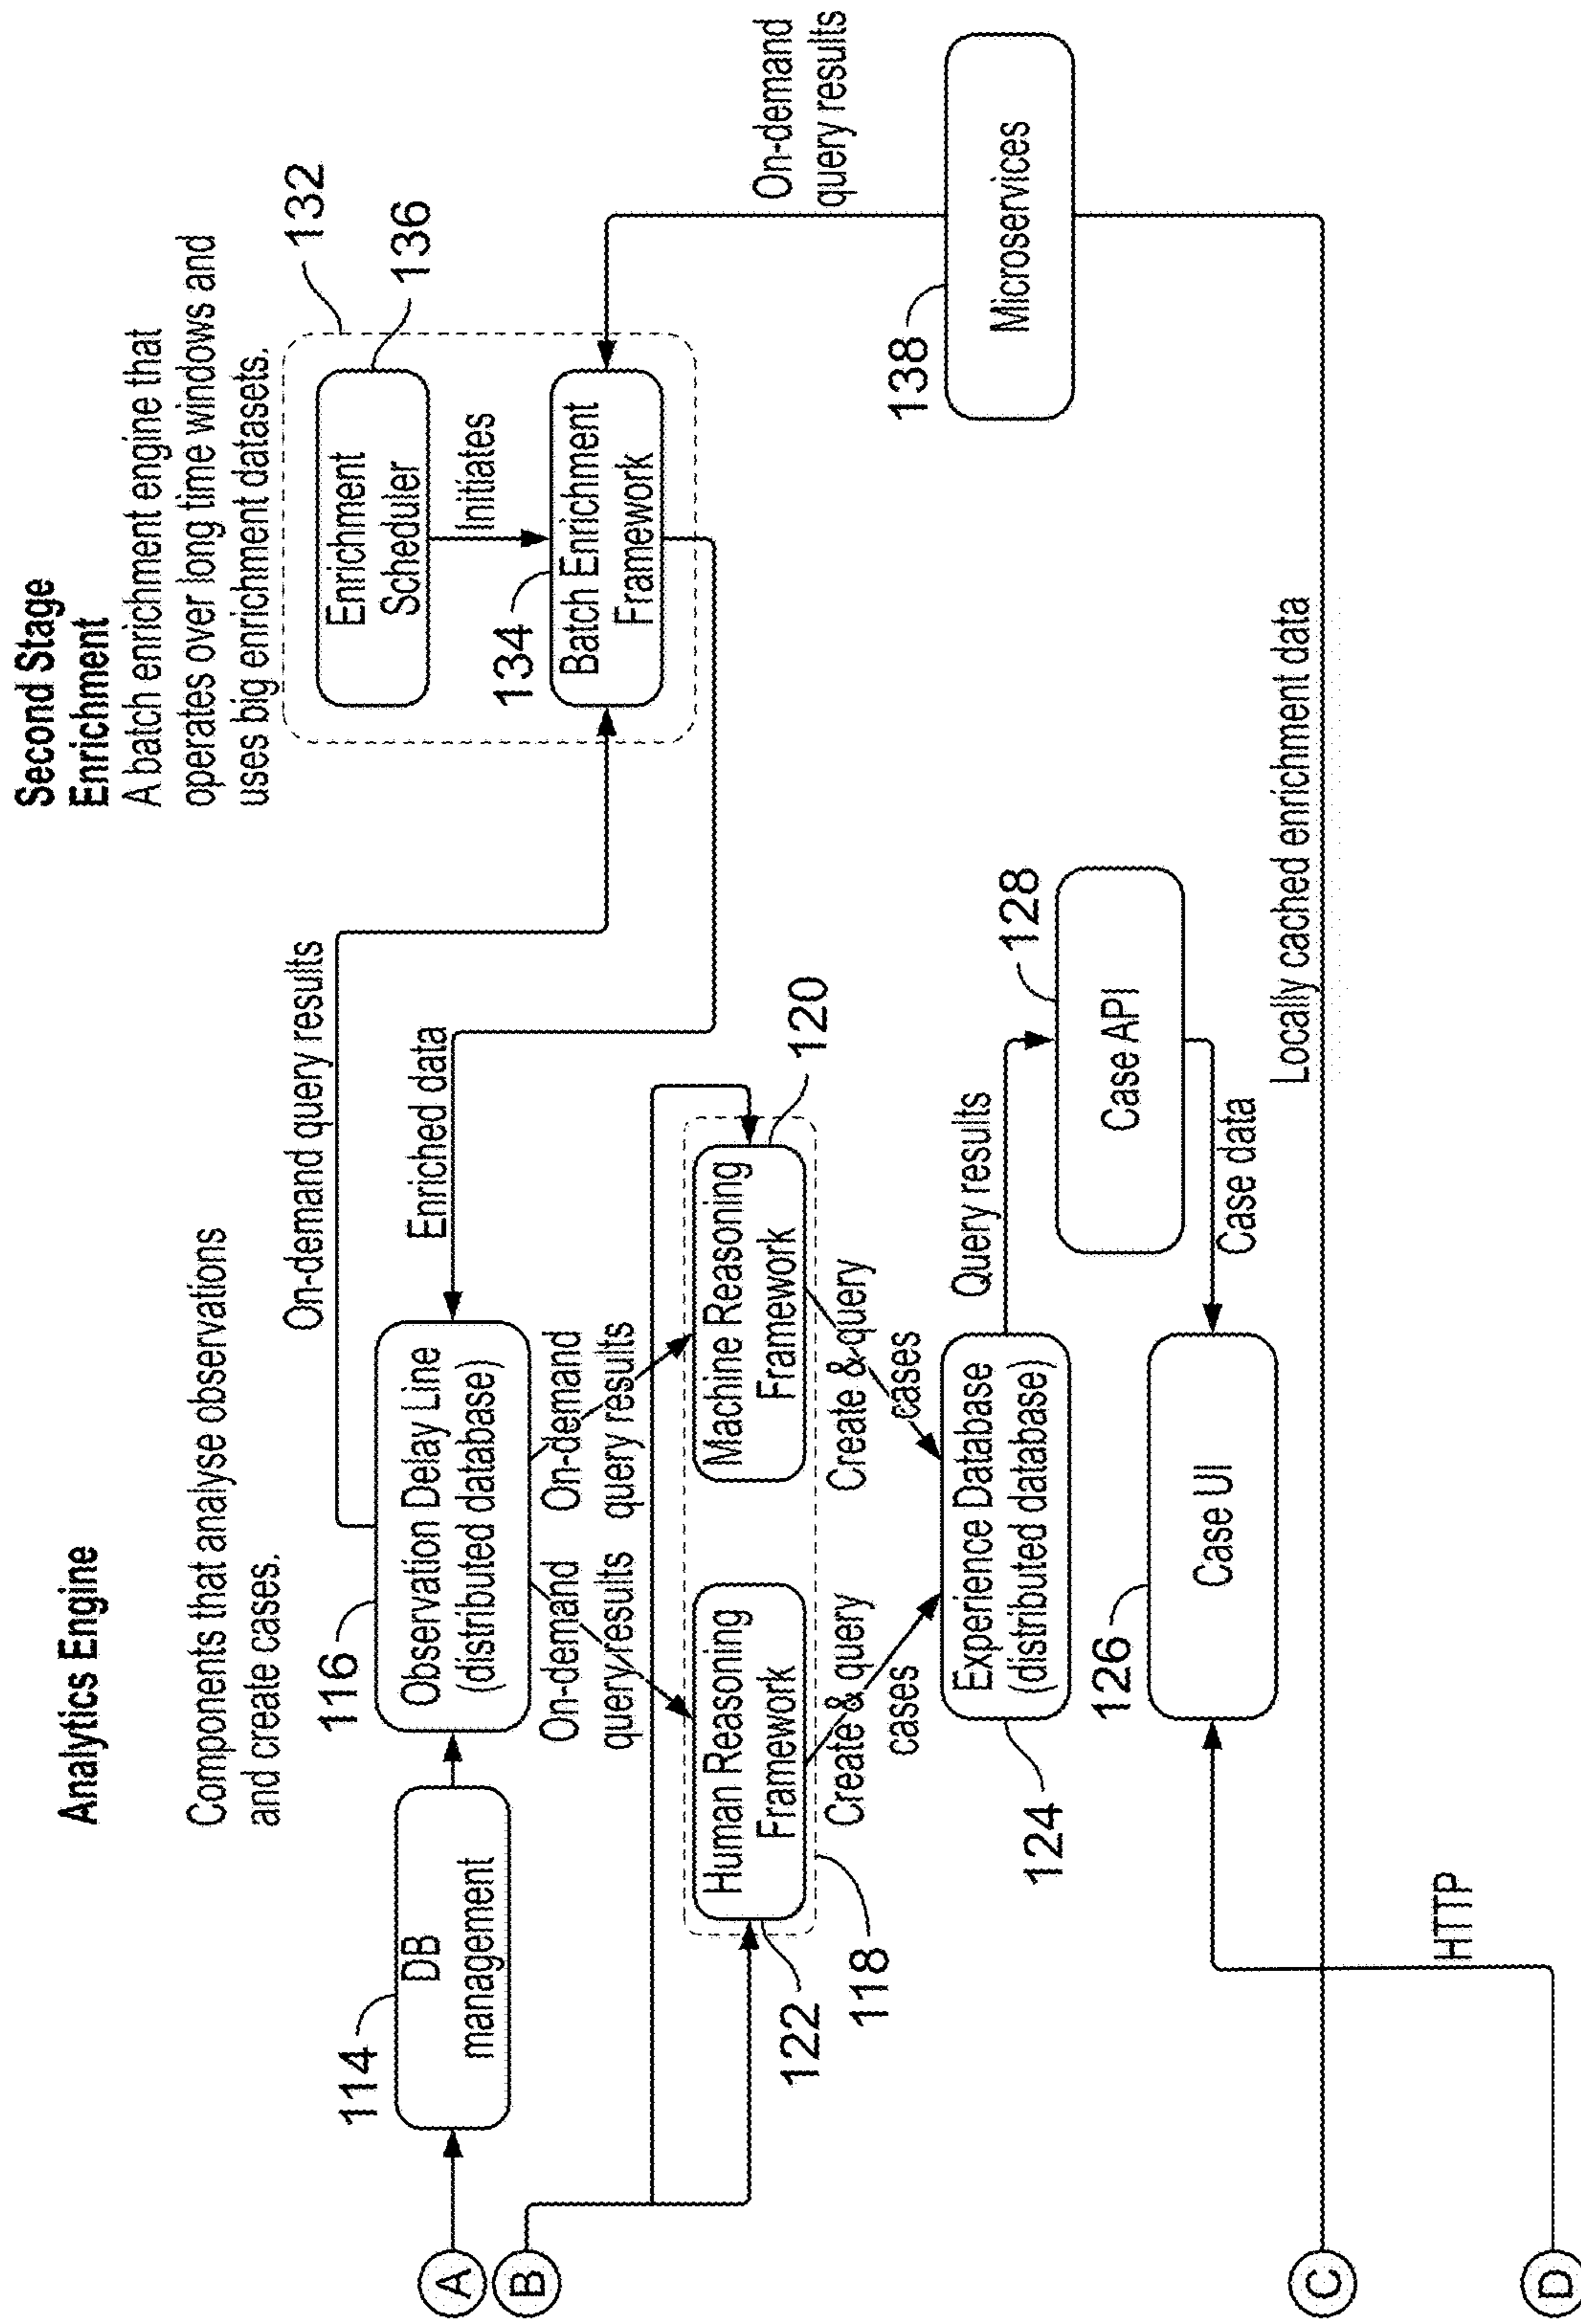 Analytics Engine
Components that analyse observations
and create cases.
Second Stage
Enrichment
A batch enrichment engine that
operates over long time windows and
uses big enrichment datasets.
132
136
Enrichment
Scheduler
Initiates
134
Batch Enrichment
Framework
On-demand
query results
138
Microservices
On-demand query results
Enriched data
A
114
DB
management
116
Observation Delay Line
(distributed database)
On-demand
query results
On-demand
query results
B
122
Human Reasoning
Framework
118
Machine Reasoning
Framework
120
Create & query
cases
Create & query
cases
124
Experience Database
(distributed database)
Query results
128
Case API
Case data
126
Case UI
C
Locally cached enrichment data
D
HTTP